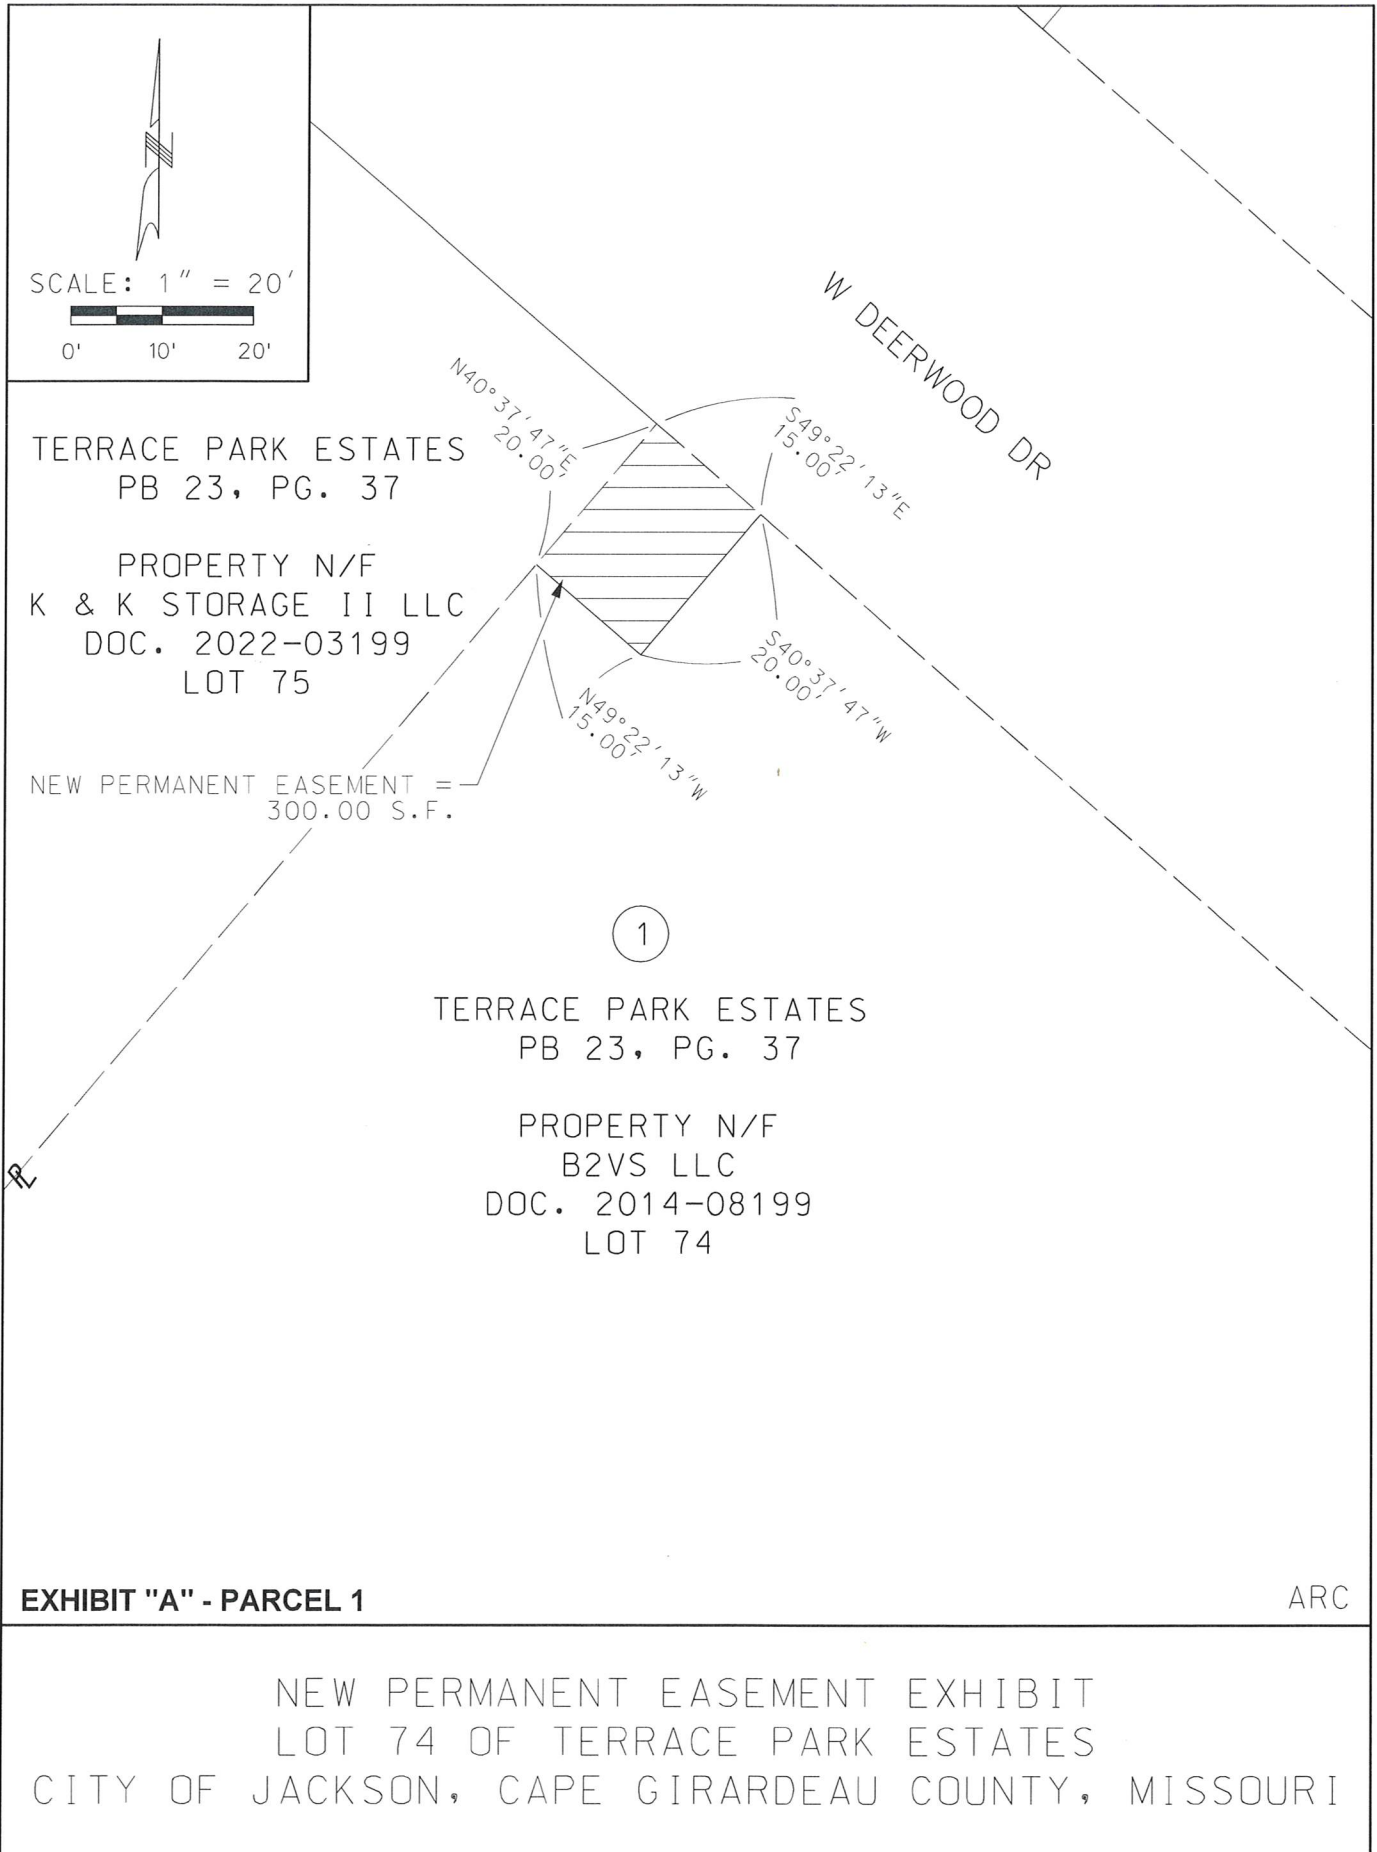 N
SCALE: 1" = 20'
0' 10' 20'
W DEERWOOD DR
N40°37'47"E
20.00'
S49°22'13"E
15.00'
TERRACE PARK ESTATES
PB 23, PG. 37
PROPERTY N/F
K & K STORAGE II LLC
DOC. 2022-03199
LOT 75
S40°37'47"W
20.00'
N49°22'13"W
15.00'
NEW PERMANENT EASEMENT =
300.00 S.F.
1
TERRACE PARK ESTATES
PB 23, PG. 37
PROPERTY N/F
B2VS LLC
DOC. 2014-08199
LOT 74
PL
EXHIBIT "A" - PARCEL 1
ARC
NEW PERMANENT EASEMENT EXHIBIT
LOT 74 OF TERRACE PARK ESTATES
CITY OF JACKSON, CAPE GIRARDEAU COUNTY, MISSOURI